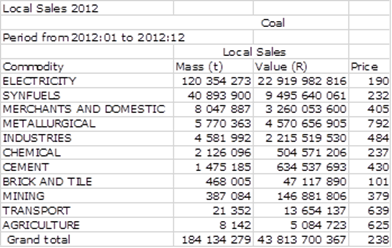 Local Sales 2012
Coal
Period from 2012:01 to 2012:12
Local Sales
Commodity Mass (t) Value (R) Price
ELECTRICITY 120 354 273 22 919 982 816 190
SYNFUELS 40 893 900 9 495 640 061 232
MERCHANTS AND DOMESTIC 8 047 887 3 260 053 600 405
METALLURGICAL 5 770 363 4 570 656 905 792
INDUSTRIES 4 581 992 2 215 519 530 484
CHEMICAL 2 126 096 504 571 206 237
CEMENT 1 475 185 634 537 693 430
BRICK AND TILE 468 005 47 117 890 101
MINING 387 084 146 881 806 379
TRANSPORT 21 352 13 654 137 639
AGRICULTURE 8 142 5 084 723 625
Grand total 184 134 279 43 813 700 367 238